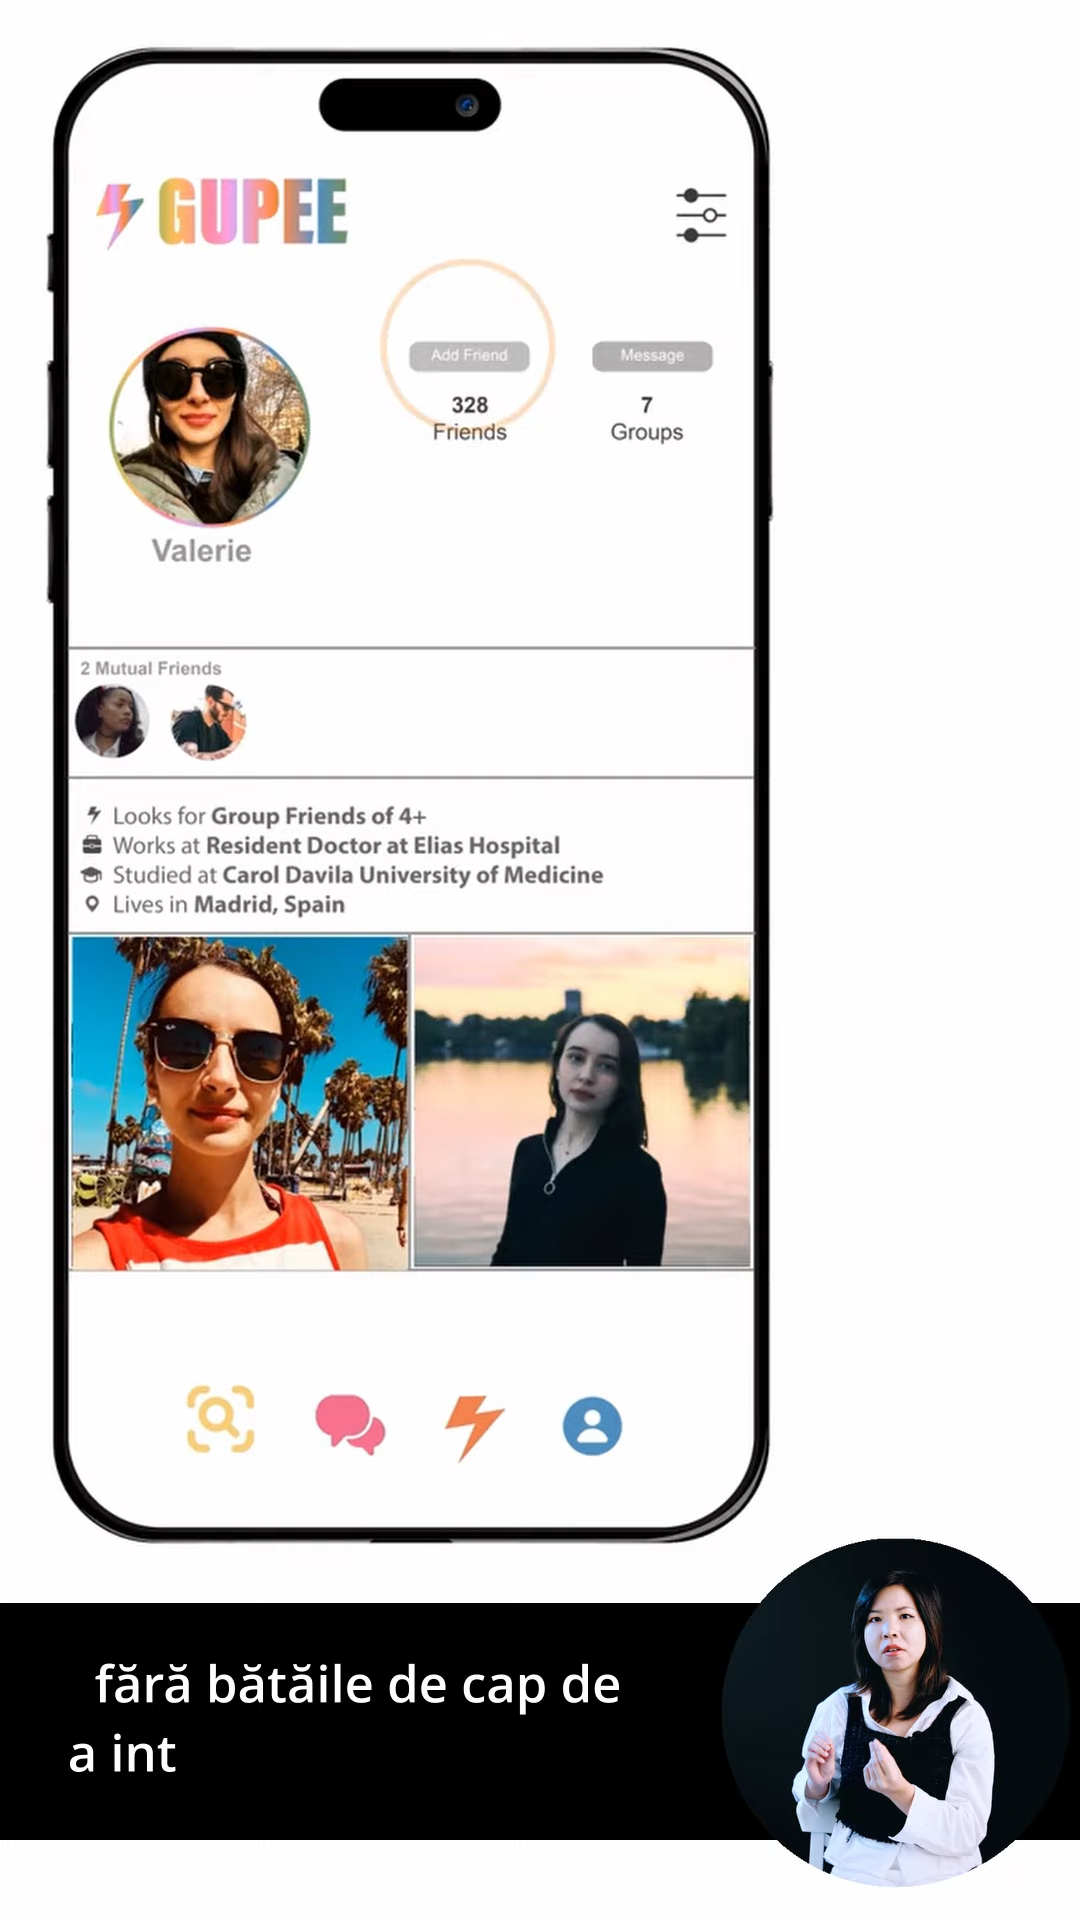 GUPEE
Add Friend
Message
328
Friends
7
Groups
Valerie
2 Mutual Friends
Looks for Group Friends of 4+
Works at Resident Doctor at Elias Hospital
Studied at Carol Davila University of Medicine
Lives in Madrid, Spain
fără bătăile de cap de
a int